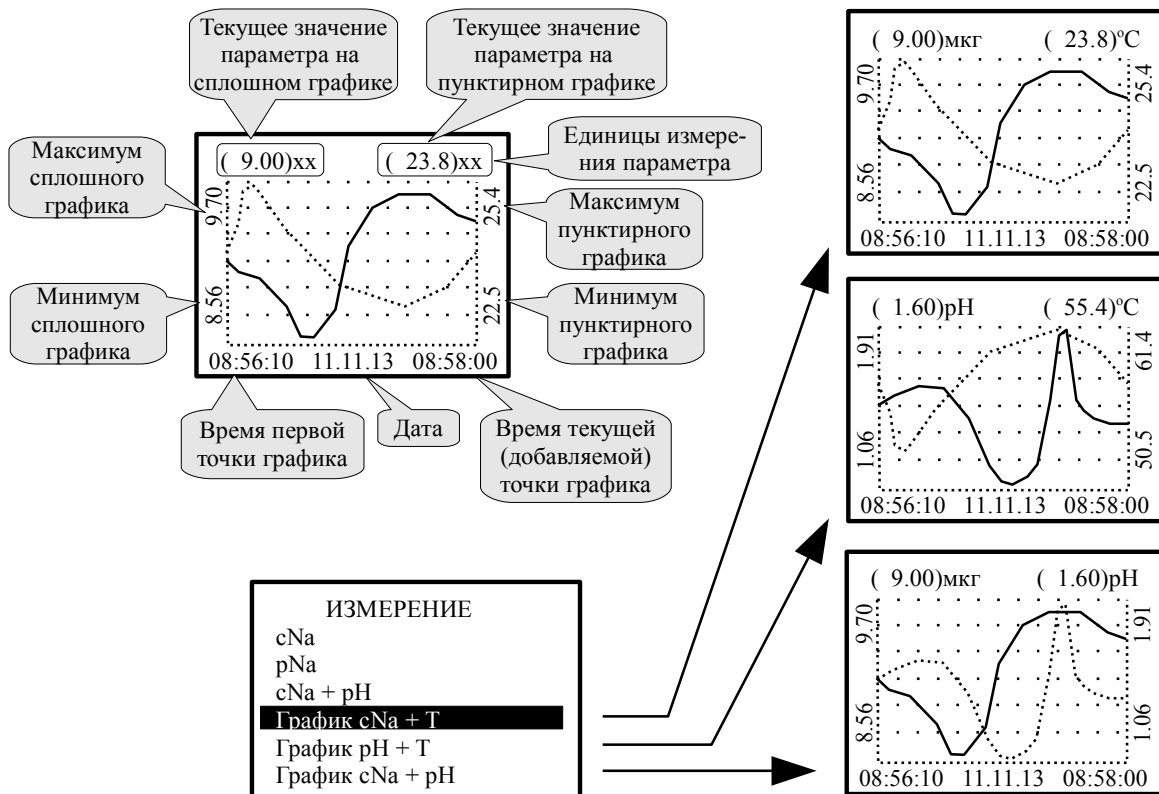 Текущее значение
параметра на
сплошном графике
Текущее значение
параметра на
пунктирном графике
Единицы измере-
ния параметра
Максимум
сплошного
графика
Минимум
сплошного
графика
( 9.00)xx
( 23.8)xx
9.70
8.56
25.4
22.5
08:56:10 11.11.13 08:58:00
Максимум
пунктирного
графика
Минимум
пунктирного
графика
Время первой
точки графика
Дата
Время текущей
(добавляемой)
точки графика
ИЗМЕРЕНИЕ
cNa
pNa
cNa + pH
График cNa + T
График pH + T
График cNa + pH
( 9.00)мкг ( 23.8)°C
9.70
8.56
25.4
22.5
08:56:10 11.11.13 08:58:00
( 1.60)pH ( 55.4)°C
1.91
1.06
61.4
50.5
08:56:10 11.11.13 08:58:00
( 9.00)мкг ( 1.60)pH
9.70
8.56
1.91
1.06
08:56:10 11.11.13 08:58:00